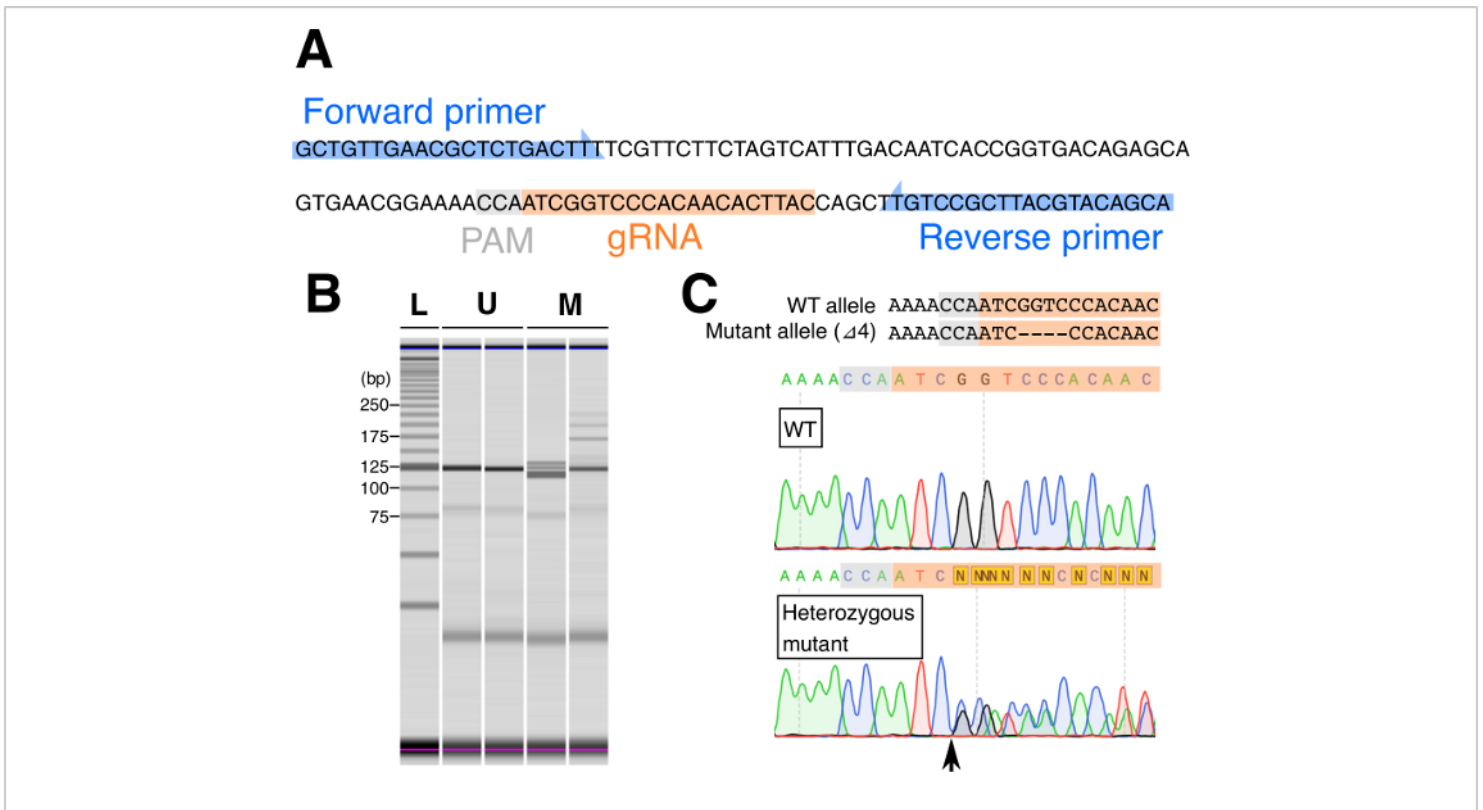 A
Forward primer
GCTGTTGAACGCTCTGACTTTTCGTTCTTCTAGTCATTTGACAATCACCGGTGACAGAGCA
GTGAACGGAAAACCAATCGGTCCCACAACACTTACCAGCTTGTCCGCTTACGTACAGCA
PAM gRNA Reverse primer
B
L U M
(bp)
250
175
125
100
75
C
WT allele AAAACCAATCGGTCCCACAAC
Mutant allele (⊿4) AAAACCAATC----CCACAAC
A A A A C C A A T C G G T C C C A C A A C
WT
A A A A C C A A T C N N N N N N N C N C N N N
Heterozygous
mutant